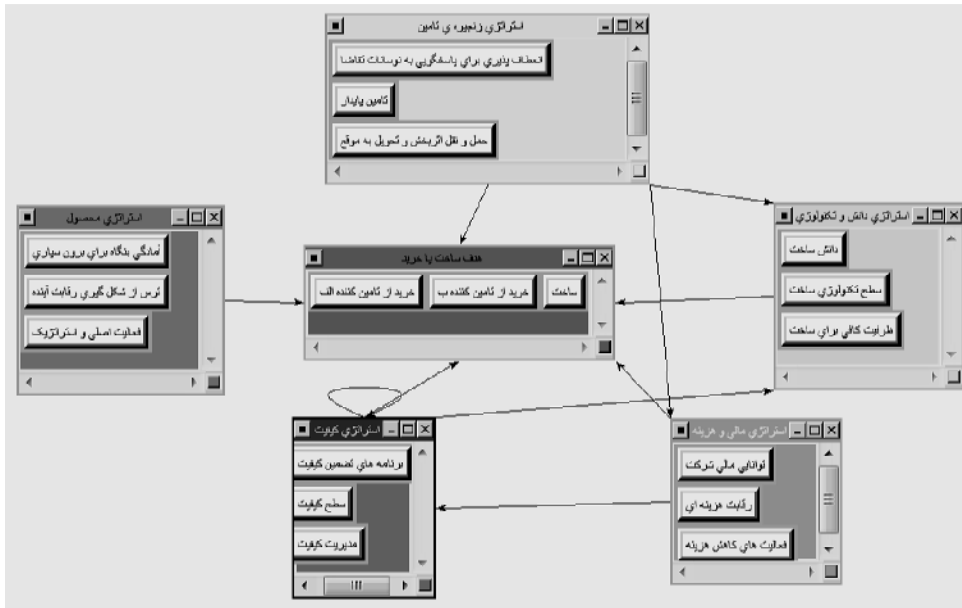 استراتژي زنجيره ي تامين
انعطاف پذيري براي پاسخگويي به نوسانات تقاضا
تامين پايدار
حمل و نقل اثربخش و تحويل به موقع
استراتژي محصول
آمادگي بنگاه براي برون سپاري
ترس از شكل گيري رقابت آينده
فعاليت اصلي و استراتژيک
هدف ساخت يا خريد
ساخت
خريد از تامين كننده ب
خريد از تامين كننده الف
استراتژي دانش و تكنولوژي
دانش ساخت
سطح تكنولوژي ساخت
ظرفيت كافي براي ساخت
استراتژي كيفيت
برنامه هاي تضمين كيفيت
سطح كيفيت
مديريت كيفيت
استراتژي مالي و هزينه
توانايي مالي شركت
رقابت هزينه اي
فعاليت هاي كاهش هزينه